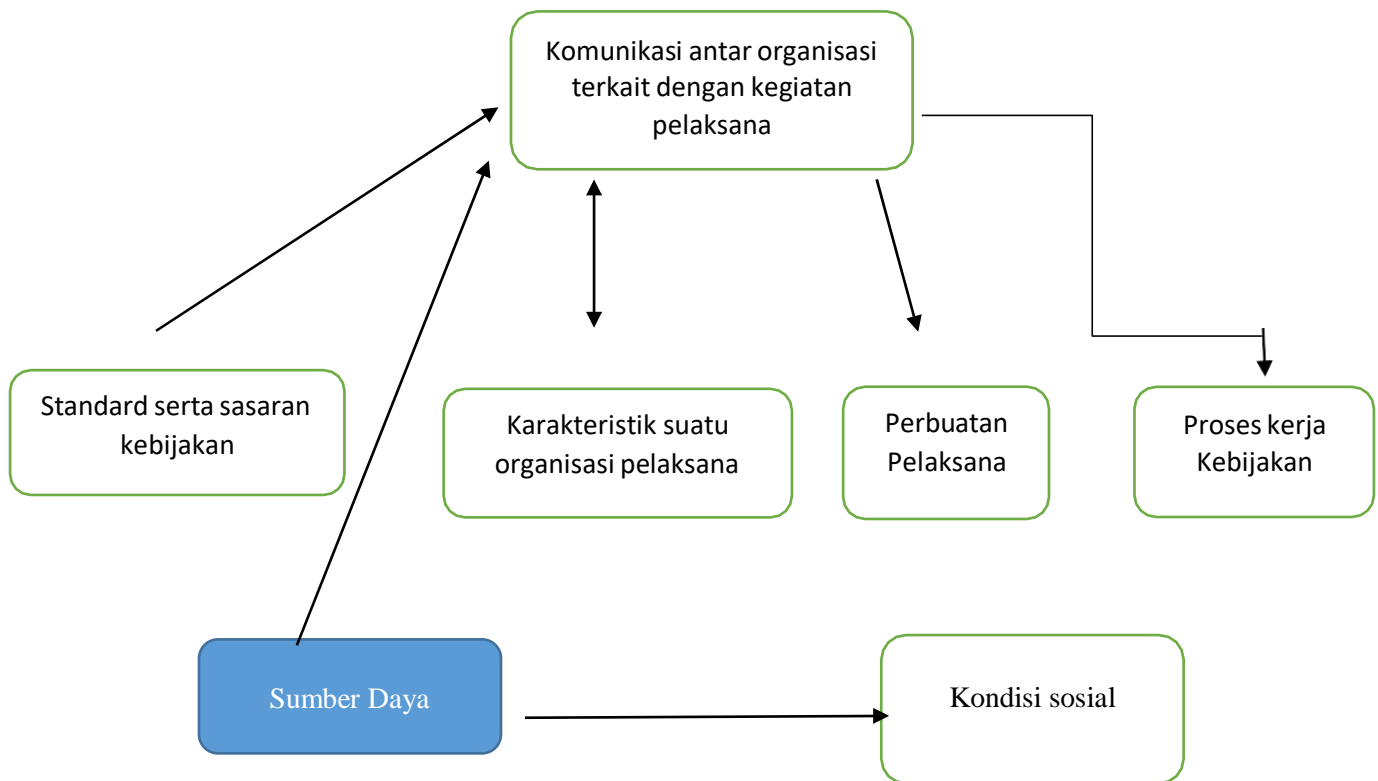 Komunikasi antar organisasi
terkait dengan kegiatan
pelaksana
Standard serta sasaran
kebijakan
Karakteristik suatu
organisasi pelaksana
Perbuatan
Pelaksana
Proses kerja
Kebijakan
Sumber Daya
Kondisi sosial